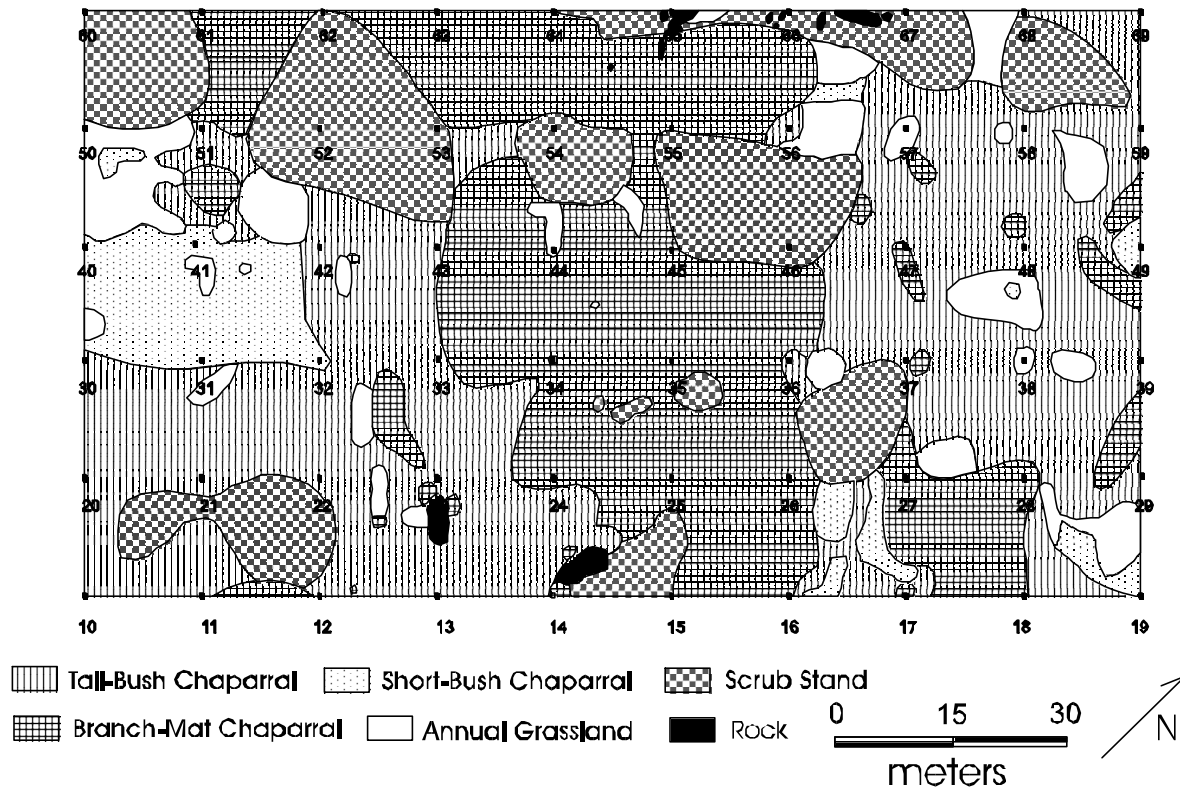 60 61 62 63 64 65 66 67 68 69
50 51 52 53 54 55 56 57 58 59
40 41 42 43 44 45 46 47 48 49
30 31 32 33 34 35 36 37 38 39
20 21 22 24 25 26 27 28 29
10 11 12 13 14 15 16 17 18 19
Tall-Bush Chaparral Short-Bush Chaparral Scrub Stand
Branch-Mat Chaparral Annual Grassland Rock 0 15 30 N
meters